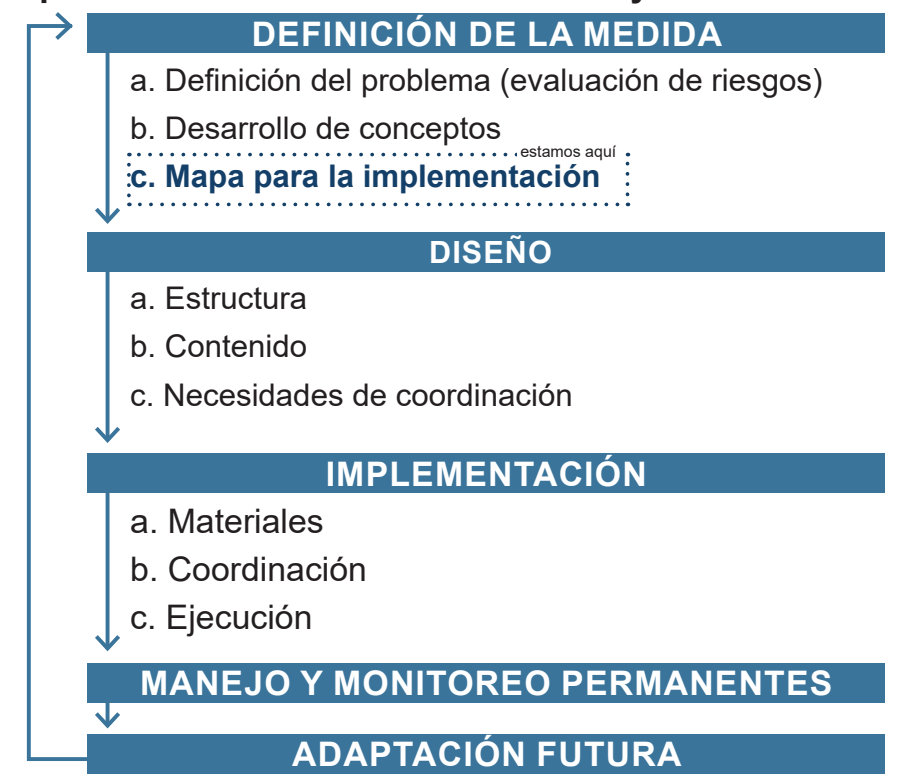 DEFINICIÓN DE LA MEDIDA
a. Definición del problema (evaluación de riesgos)
b. Desarrollo de conceptos
estamos aquí
c. Mapa para la implementación
DISEÑO
a. Estructura
b. Contenido
c. Necesidades de coordinación
IMPLEMENTACIÓN
a. Materiales
b. Coordinación
c. Ejecución
MANEJO Y MONITOREO PERMANENTES
ADAPTACIÓN FUTURA